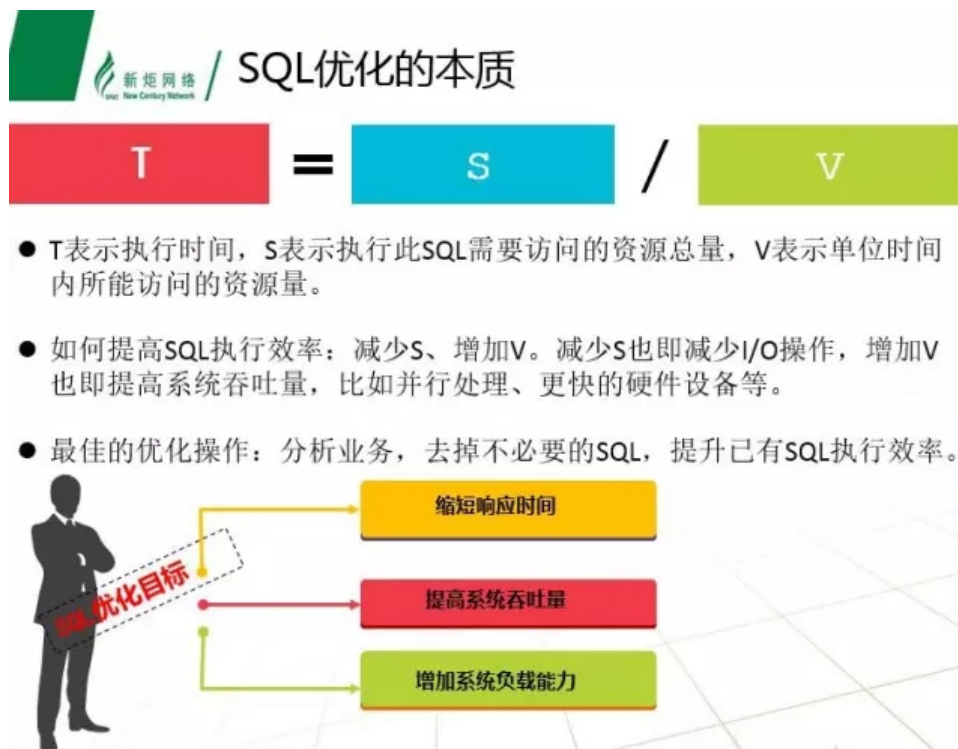 新炬网络
New Century Network
SQL优化的本质
T = S / V
● T表示执行时间，S表示执行此SQL需要访问的资源总量，V表示单位时间
内所能访问的资源量。
● 如何提高SQL执行效率：减少S、增加V。减少S也即减少I/O操作，增加V
也即提高系统吞吐量，比如并行处理、更快的硬件设备等。
● 最佳的优化操作：分析业务，去掉不必要的SQL，提升已有SQL执行效率。
缩短响应时间
SQL优化目标
提高系统吞吐量
增加系统负载能力